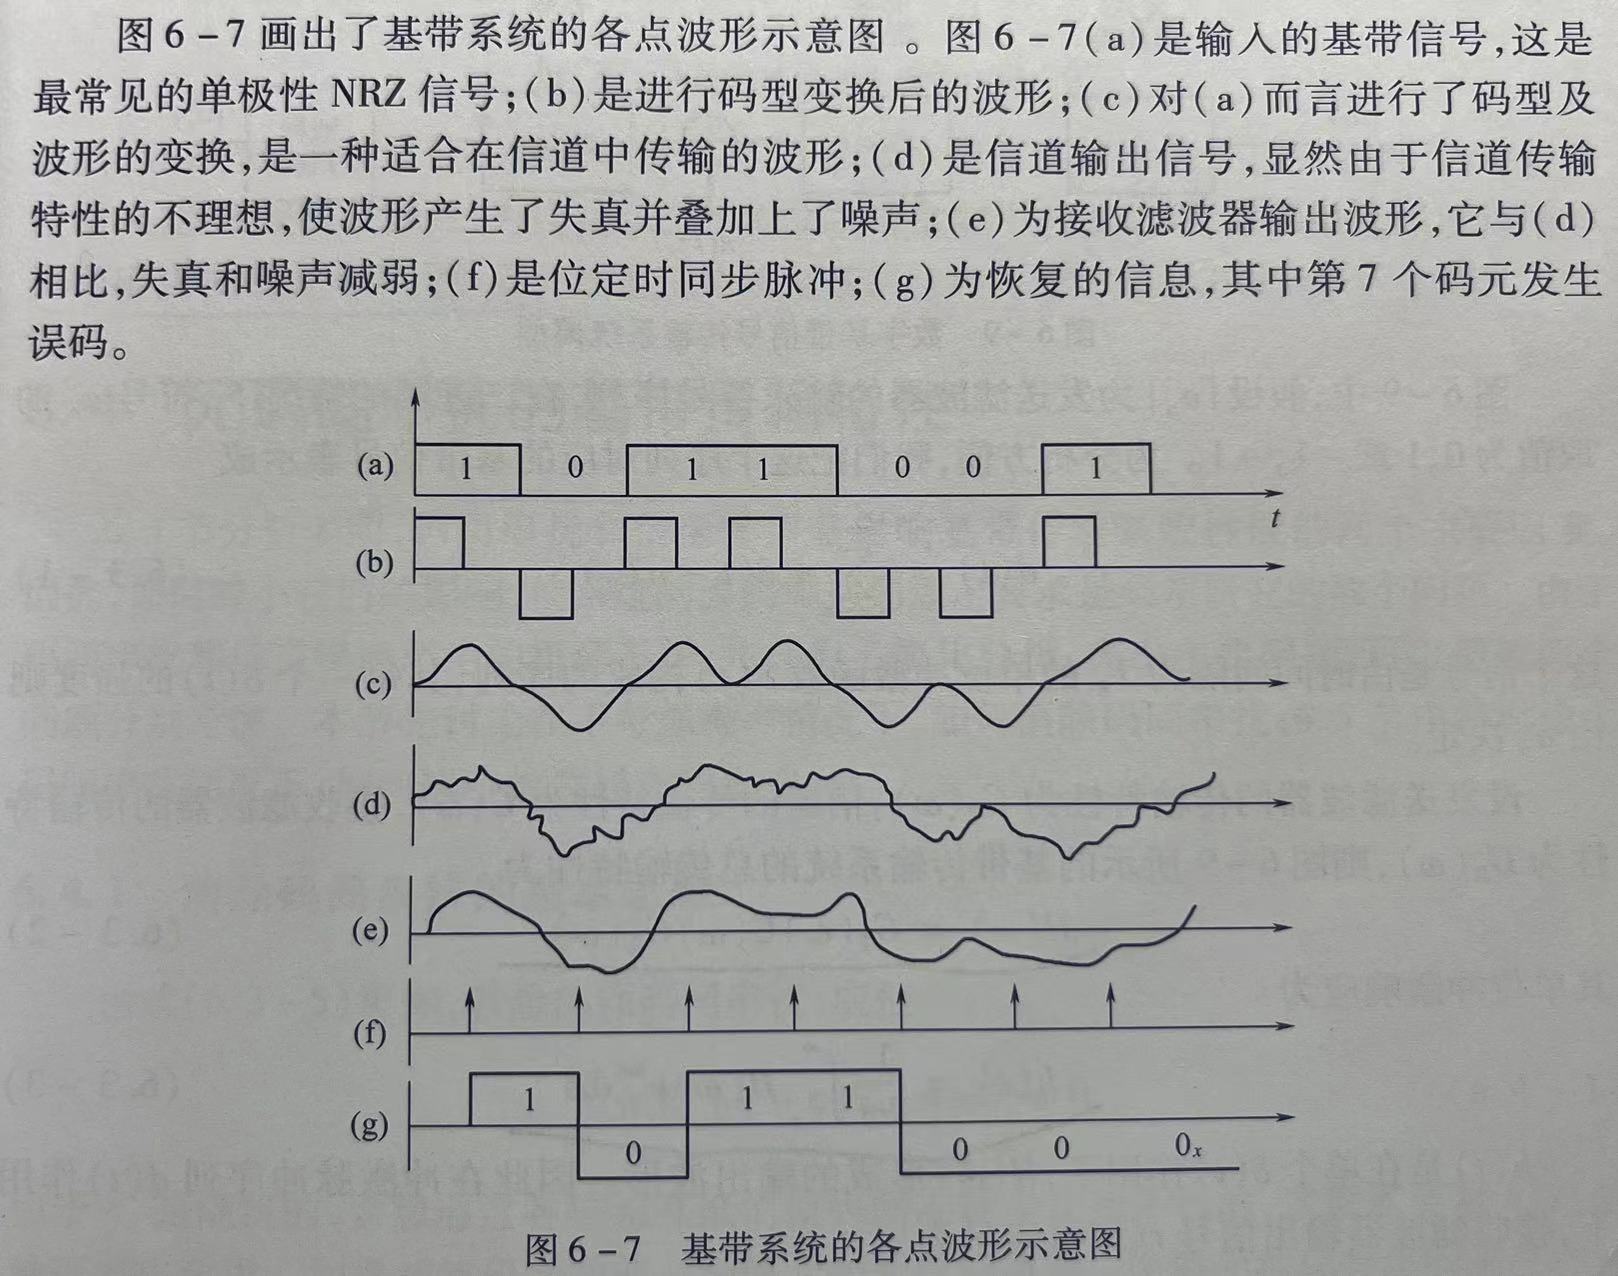 图6-7画出了基带系统的各点波形示意图。图6-7(a)是输入的基带信号,这是
最常见的单极性NRZ信号;(b)是进行码型变换后的波形;(c)对(a)而言进行了码型及
波形的变换,是一种适合在信道中传输的波形;(d)是信道输出信号,显然由于信道传输
特性的不理想,使波形产生了失真并叠加上了噪声;(e)为接收滤波器输出波形,它与(d)
相比,失真和噪声减弱;(f)是位定时同步脉冲;(g)为恢复的信息,其中第7个码元发生
误码。
(a) 1 0 1 1 0 0 1
t
(b)
(c)
(d)
(e)
(f)
(g) 1 0 1 1 0 0 0x
图6-7 基带系统的各点波形示意图